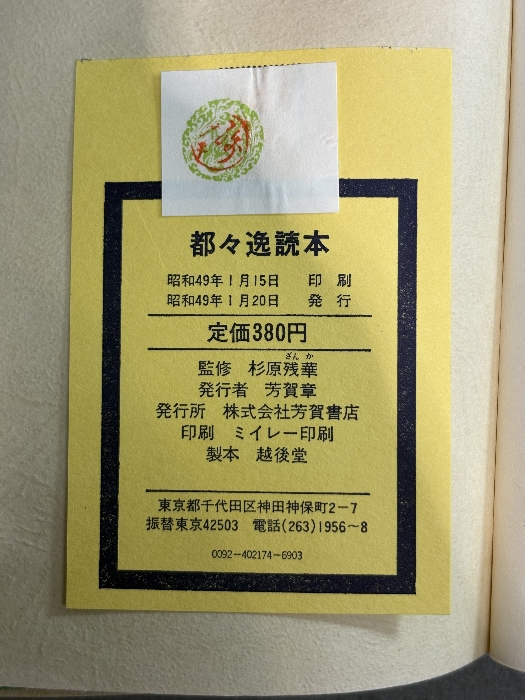 都々逸読本
昭和49年1月15日　印　刷
昭和49年1月20日　発　行
定価380円
ざん か
監修　杉原残華
発行者　芳賀章
発行所　株式会社芳賀書店
印刷　ミイレー印刷
製本　越後堂
東京都千代田区神田神保町2－7
振替東京42503　電話(263)1956～8
0092－402174－6903